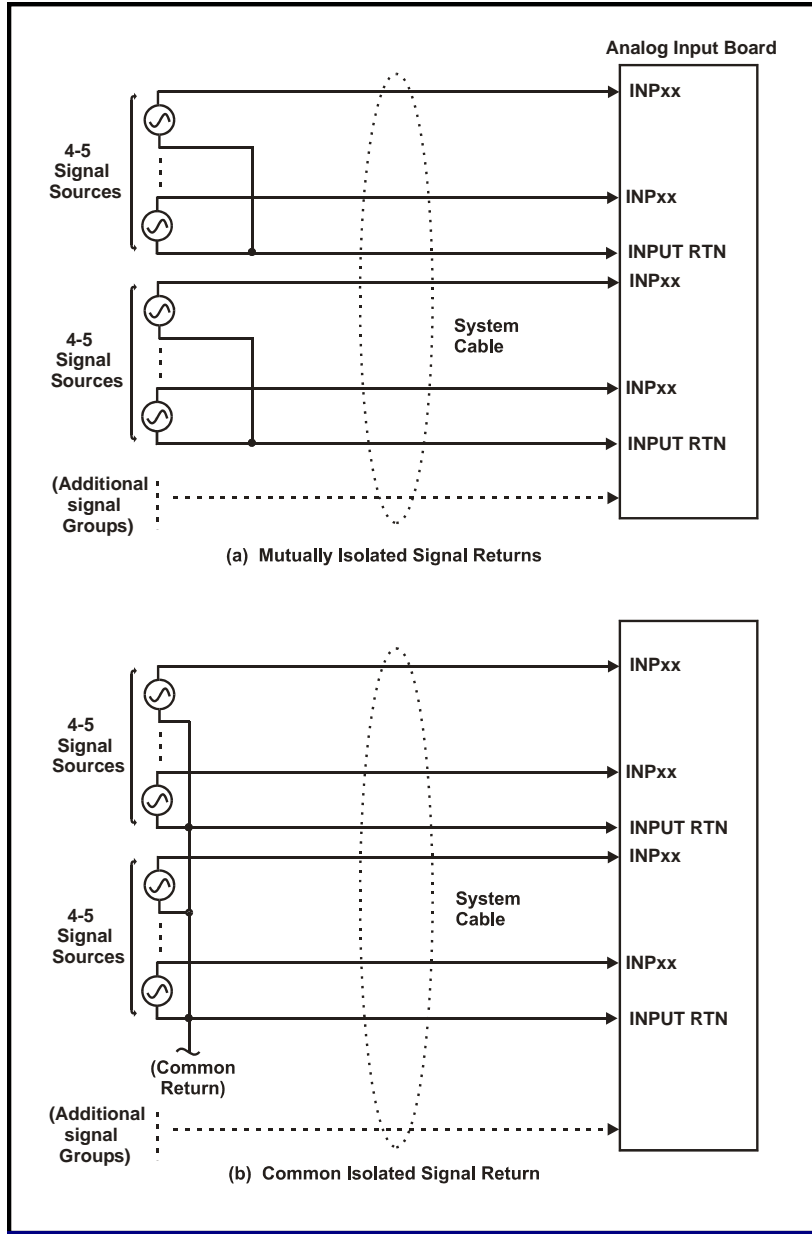 Analog Input Board
INPxx
4-5
Signal
Sources
INPxx
INPUT RTN
INPxx
4-5
Signal
Sources
System
Cable
INPxx
INPUT RTN
(Additional
signal
Groups)
(a) Mutually Isolated Signal Returns
INPxx
4-5
Signal
Sources
INPxx
INPUT RTN
INPxx
4-5
Signal
Sources
System
Cable
INPxx
INPUT RTN
(Common
Return)
(Additional
signal
Groups)
(b) Common Isolated Signal Return